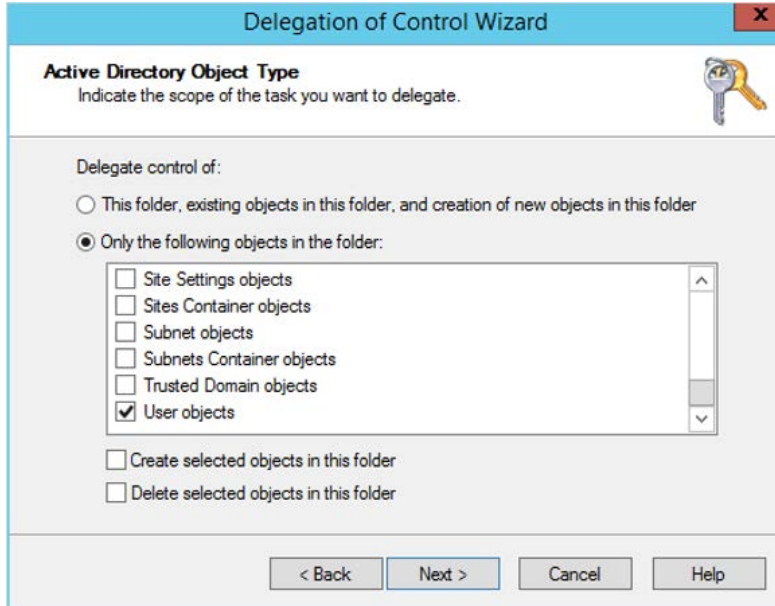 Delegation of Control Wizard
x
Active Directory Object Type
Indicate the scope of the task you want to delegate.
Delegate control of:
This folder, existing objects in this folder, and creation of new objects in this folder
Only the following objects in the folder:
Site Settings objects
Sites Container objects
Subnet objects
Subnets Container objects
Trusted Domain objects
User objects
Create selected objects in this folder
Delete selected objects in this folder
< Back Next > Cancel Help